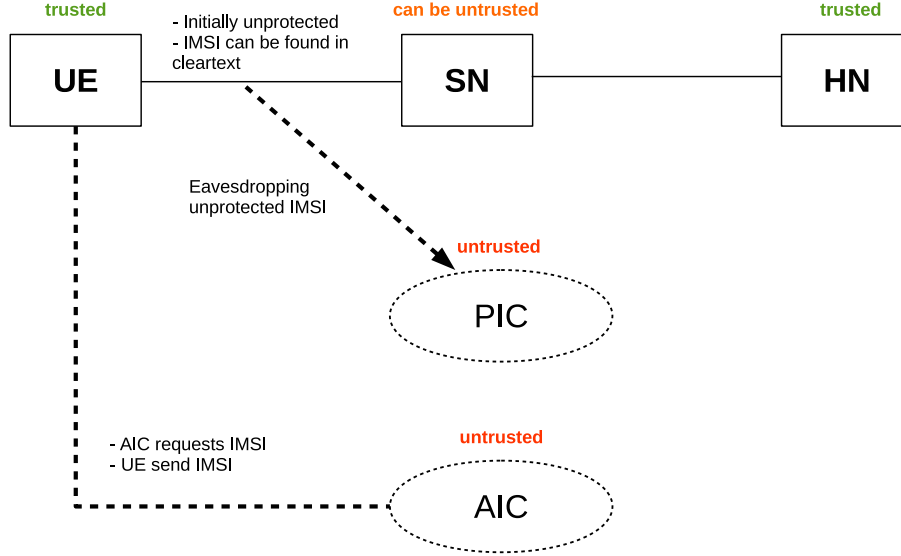 trusted
can be untrusted
trusted
- Initially unprotected
- IMSI can be found in
cleartext
UE
SN
HN
Eavesdropping
unprotected IMSI
untrusted
PIC
- AIC requests IMSI
- UE send IMSI
untrusted
AIC